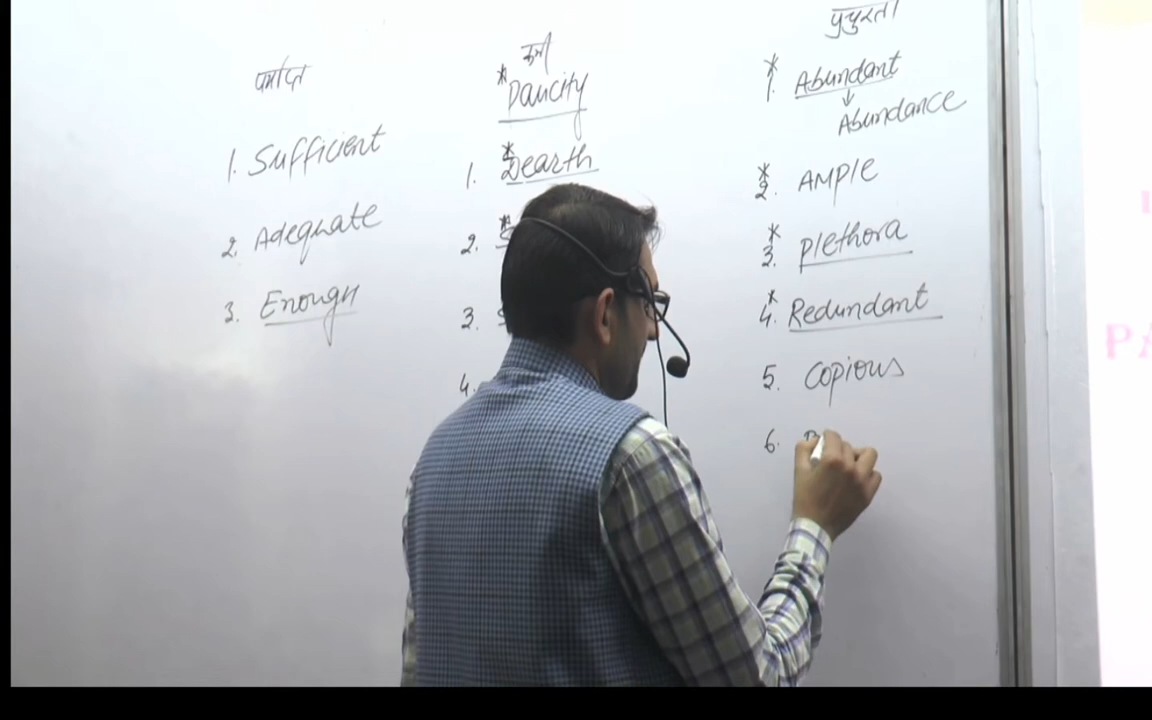 पर्याप्त
1. Sufficient
2. Adequate
3. Enough
कमी
* Paucity
* 1. Dearth
* 2.
3.
4.
प्रचुरता
* 1. Abundant
↓
Abundance
* 2. AMPlE
* 3. Plethora
* 4. Redundant
5. Copious
6.
PA